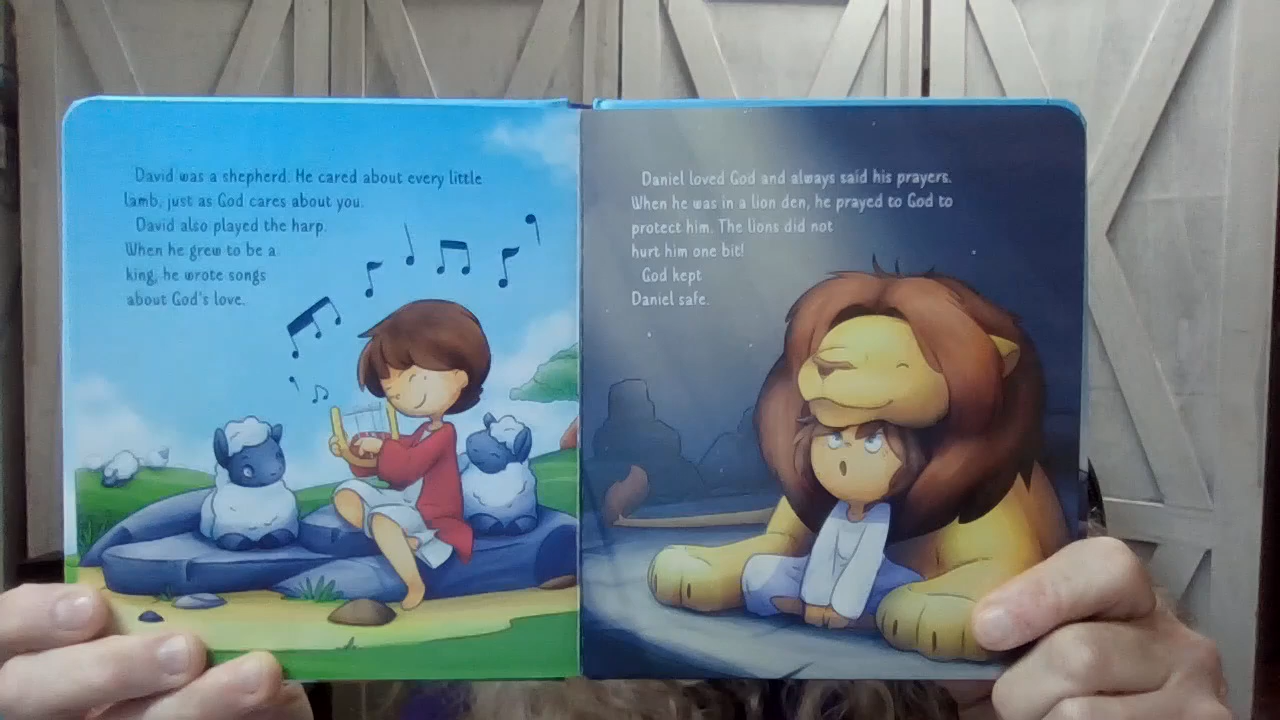 David was a shepherd. He cared about every little
lamb, just as God cares about you.
David also played the harp.
When he grew to be a
king, he wrote songs
about God's love.
Daniel loved God and always said his prayers.
When he was in a lion den, he prayed to God to
protect him. The lions did not
hurt him one bit!
God kept
Daniel safe.